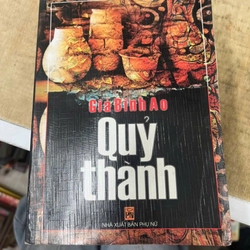 Giả Bình Ao
Quỷ
thành
NHÀ XUẤT BẢN PHỤ NỮ